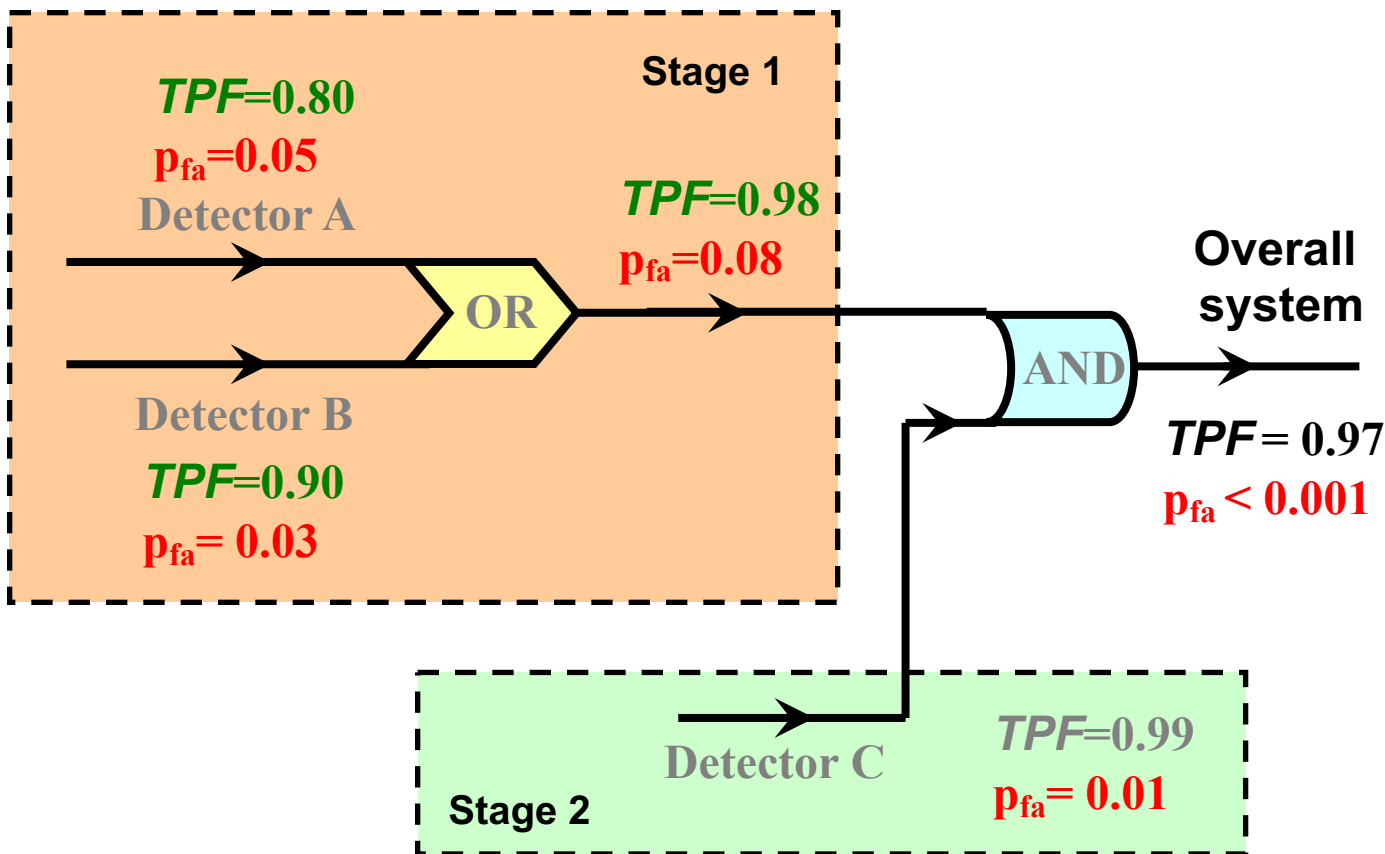 Stage 1
TPF=0.80
pfa=0.05
Detector A
TPF=0.98
pfa=0.08
OR
Detector B
TPF=0.90
pfa= 0.03
Overall
system
AND
TPF = 0.97
pfa < 0.001
Detector C
TPF=0.99
pfa= 0.01
Stage 2